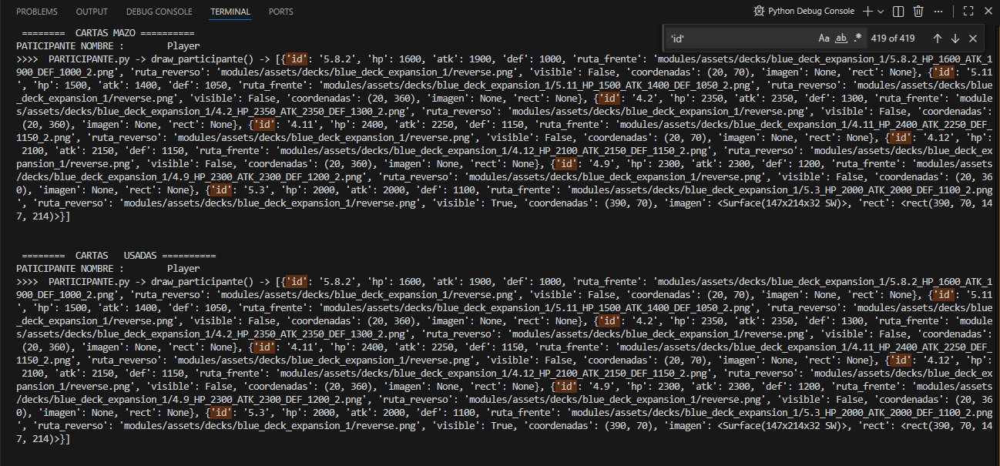 PROBLEMS OUTPUT DEBUG CONSOLE TERMINAL PORTS Python Debug Console
'id' Aa ab .* 419 of 419
======== CARTAS MAZO ==========
PATICIPANTE NOMBRE : Player
>>>> PARTICIPANTE.py -> draw_participante() -> [{'id': '5.8.2', 'hp': 1600, 'atk': 1900, 'def': 1000, 'ruta_frente': 'modules/assets/decks/blue_deck_expansion_1/5.8.2_HP_1600_ATK_1
900_DEF_1000_2.png', 'ruta_reverso': 'modules/assets/decks/blue_deck_expansion_1/reverse.png', 'visible': False, 'coordenadas': (20, 70), 'imagen': None, 'rect': None}, {'id': '5.11
', 'hp': 1500, 'atk': 1400, 'def': 1050, 'ruta_frente': 'modules/assets/decks/blue_deck_expansion_1/5.11_HP_1500_ATK_1400_DEF_1050_2.png', 'ruta_reverso': 'modules/assets/decks/blue
_deck_expansion_1/reverse.png', 'visible': False, 'coordenadas': (20, 360), 'imagen': None, 'rect': None}, {'id': '4.2', 'hp': 2350, 'atk': 2350, 'def': 1300, 'ruta_frente': 'module
s/assets/decks/blue_deck_expansion_1/4.2_HP_2350_ATK_2350_DEF_1300_2.png', 'ruta_reverso': 'modules/assets/decks/blue_deck_expansion_1/reverse.png', 'visible': False, 'coordenadas':
(20, 360), 'imagen': None, 'rect': None}, {'id': '4.11', 'hp': 2400, 'atk': 2250, 'def': 1150, 'ruta_frente': 'modules/assets/decks/blue_deck_expansion_1/4.11_HP_2400_ATK_2250_DEF_
1150_2.png', 'ruta_reverso': 'modules/assets/decks/blue_deck_expansion_1/reverse.png', 'visible': False, 'coordenadas': (20, 70), 'imagen': None, 'rect': None}, {'id': '4.12', 'hp':
2100, 'atk': 2150, 'def': 1150, 'ruta_frente': 'modules/assets/decks/blue_deck_expansion_1/4.12_HP_2100_ATK_2150_DEF_1150_2.png', 'ruta_reverso': 'modules/assets/decks/blue_deck_ex
pansion_1/reverse.png', 'visible': False, 'coordenadas': (20, 360), 'imagen': None, 'rect': None}, {'id': '4.9', 'hp': 2300, 'atk': 2300, 'def': 1200, 'ruta_frente': 'modules/assets
/decks/blue_deck_expansion_1/4.9_HP_2300_ATK_2300_DEF_1200_2.png', 'ruta_reverso': 'modules/assets/decks/blue_deck_expansion_1/reverse.png', 'visible': False, 'coordenadas': (20, 36
0), 'imagen': None, 'rect': None}, {'id': '5.3', 'hp': 2000, 'atk': 2000, 'def': 1100, 'ruta_frente': 'modules/assets/decks/blue_deck_expansion_1/5.3_HP_2000_ATK_2000_DEF_1100_2.png
', 'ruta_reverso': 'modules/assets/decks/blue_deck_expansion_1/reverse.png', 'visible': True, 'coordenadas': (390, 70), 'imagen': <Surface(147x214x32 SW)>, 'rect': <rect(390, 70, 14
7, 214)>}]
======== CARTAS USADAS ==========
PATICIPANTE NOMBRE : Player
>>>> PARTICIPANTE.py -> draw_participante() -> [{'id': '5.8.2', 'hp': 1600, 'atk': 1900, 'def': 1000, 'ruta_frente': 'modules/assets/decks/blue_deck_expansion_1/5.8.2_HP_1600_ATK_1
900_DEF_1000_2.png', 'ruta_reverso': 'modules/assets/decks/blue_deck_expansion_1/reverse.png', 'visible': False, 'coordenadas': (20, 70), 'imagen': None, 'rect': None}, {'id': '5.11
', 'hp': 1500, 'atk': 1400, 'def': 1050, 'ruta_frente': 'modules/assets/decks/blue_deck_expansion_1/5.11_HP_1500_ATK_1400_DEF_1050_2.png', 'ruta_reverso': 'modules/assets/decks/blue
_deck_expansion_1/reverse.png', 'visible': False, 'coordenadas': (20, 360), 'imagen': None, 'rect': None}, {'id': '4.2', 'hp': 2350, 'atk': 2350, 'def': 1300, 'ruta_frente': 'module
s/assets/decks/blue_deck_expansion_1/4.2_HP_2350_ATK_2350_DEF_1300_2.png', 'ruta_reverso': 'modules/assets/decks/blue_deck_expansion_1/reverse.png', 'visible': False, 'coordenadas':
(20, 360), 'imagen': None, 'rect': None}, {'id': '4.11', 'hp': 2400, 'atk': 2250, 'def': 1150, 'ruta_frente': 'modules/assets/decks/blue_deck_expansion_1/4.11_HP_2400_ATK_2250_DEF_
1150_2.png', 'ruta_reverso': 'modules/assets/decks/blue_deck_expansion_1/reverse.png', 'visible': False, 'coordenadas': (20, 70), 'imagen': None, 'rect': None}, {'id': '4.12', 'hp':
2100, 'atk': 2150, 'def': 1150, 'ruta_frente': 'modules/assets/decks/blue_deck_expansion_1/4.12_HP_2100_ATK_2150_DEF_1150_2.png', 'ruta_reverso': 'modules/assets/decks/blue_deck_ex
pansion_1/reverse.png', 'visible': False, 'coordenadas': (20, 360), 'imagen': None, 'rect': None}, {'id': '4.9', 'hp': 2300, 'atk': 2300, 'def': 1200, 'ruta_frente': 'modules/assets
/decks/blue_deck_expansion_1/4.9_HP_2300_ATK_2300_DEF_1200_2.png', 'ruta_reverso': 'modules/assets/decks/blue_deck_expansion_1/reverse.png', 'visible': False, 'coordenadas': (20, 36
0), 'imagen': None, 'rect': None}, {'id': '5.3', 'hp': 2000, 'atk': 2000, 'def': 1100, 'ruta_frente': 'modules/assets/decks/blue_deck_expansion_1/5.3_HP_2000_ATK_2000_DEF_1100_2.png
', 'ruta_reverso': 'modules/assets/decks/blue_deck_expansion_1/reverse.png', 'visible': True, 'coordenadas': (390, 70), 'imagen': <Surface(147x214x32 SW)>, 'rect': <rect(390, 70, 14
7, 214)>}]